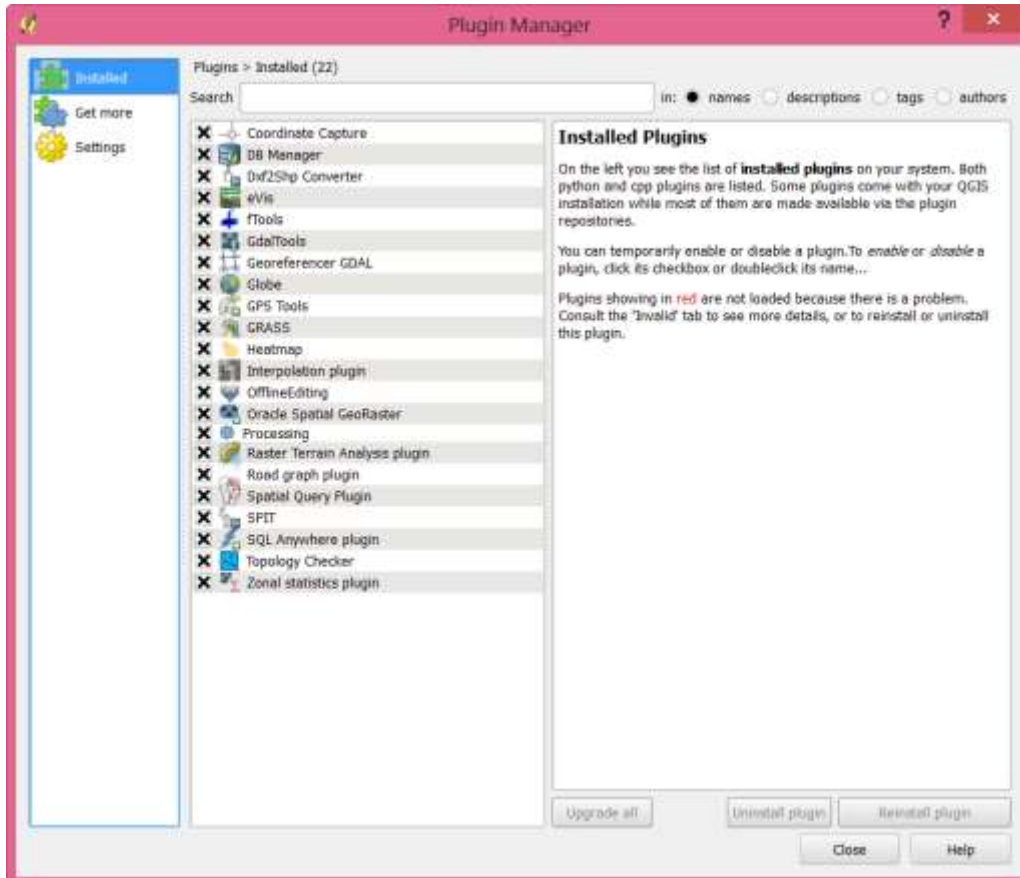 Plugin Manager
?
Installed
Get more
Settings
Plugins > Installed (22)
Search in: names descriptions tags authors
Coordinate Capture
DB Manager
Dxf2Shp Converter
eVis
fTools
GdalTools
Georeferencer GDAL
Globe
GPS Tools
GRASS
Heatmap
Interpolation plugin
OfflineEditing
Oracle Spatial GeoRaster
Processing
Raster Terrain Analysis plugin
Road graph plugin
Spatial Query Plugin
SPIT
SQL Anywhere plugin
Topology Checker
Zonal statistics plugin
Installed Plugins
On the left you see the list of installed plugins on your system. Both
python and cpp plugins are listed. Some plugins come with your QGIS
installation while most of them are made available via the plugin
repositories.
You can temporarily enable or disable a plugin.To enable or disable a
plugin, click its checkbox or doubleclick its name...
Plugins showing in red are not loaded because there is a problem.
Consult the 'Invalid' tab to see more details, or to reinstall or uninstall
this plugin.
Upgrade all Uninstall plugin Reinstall plugin
Close Help